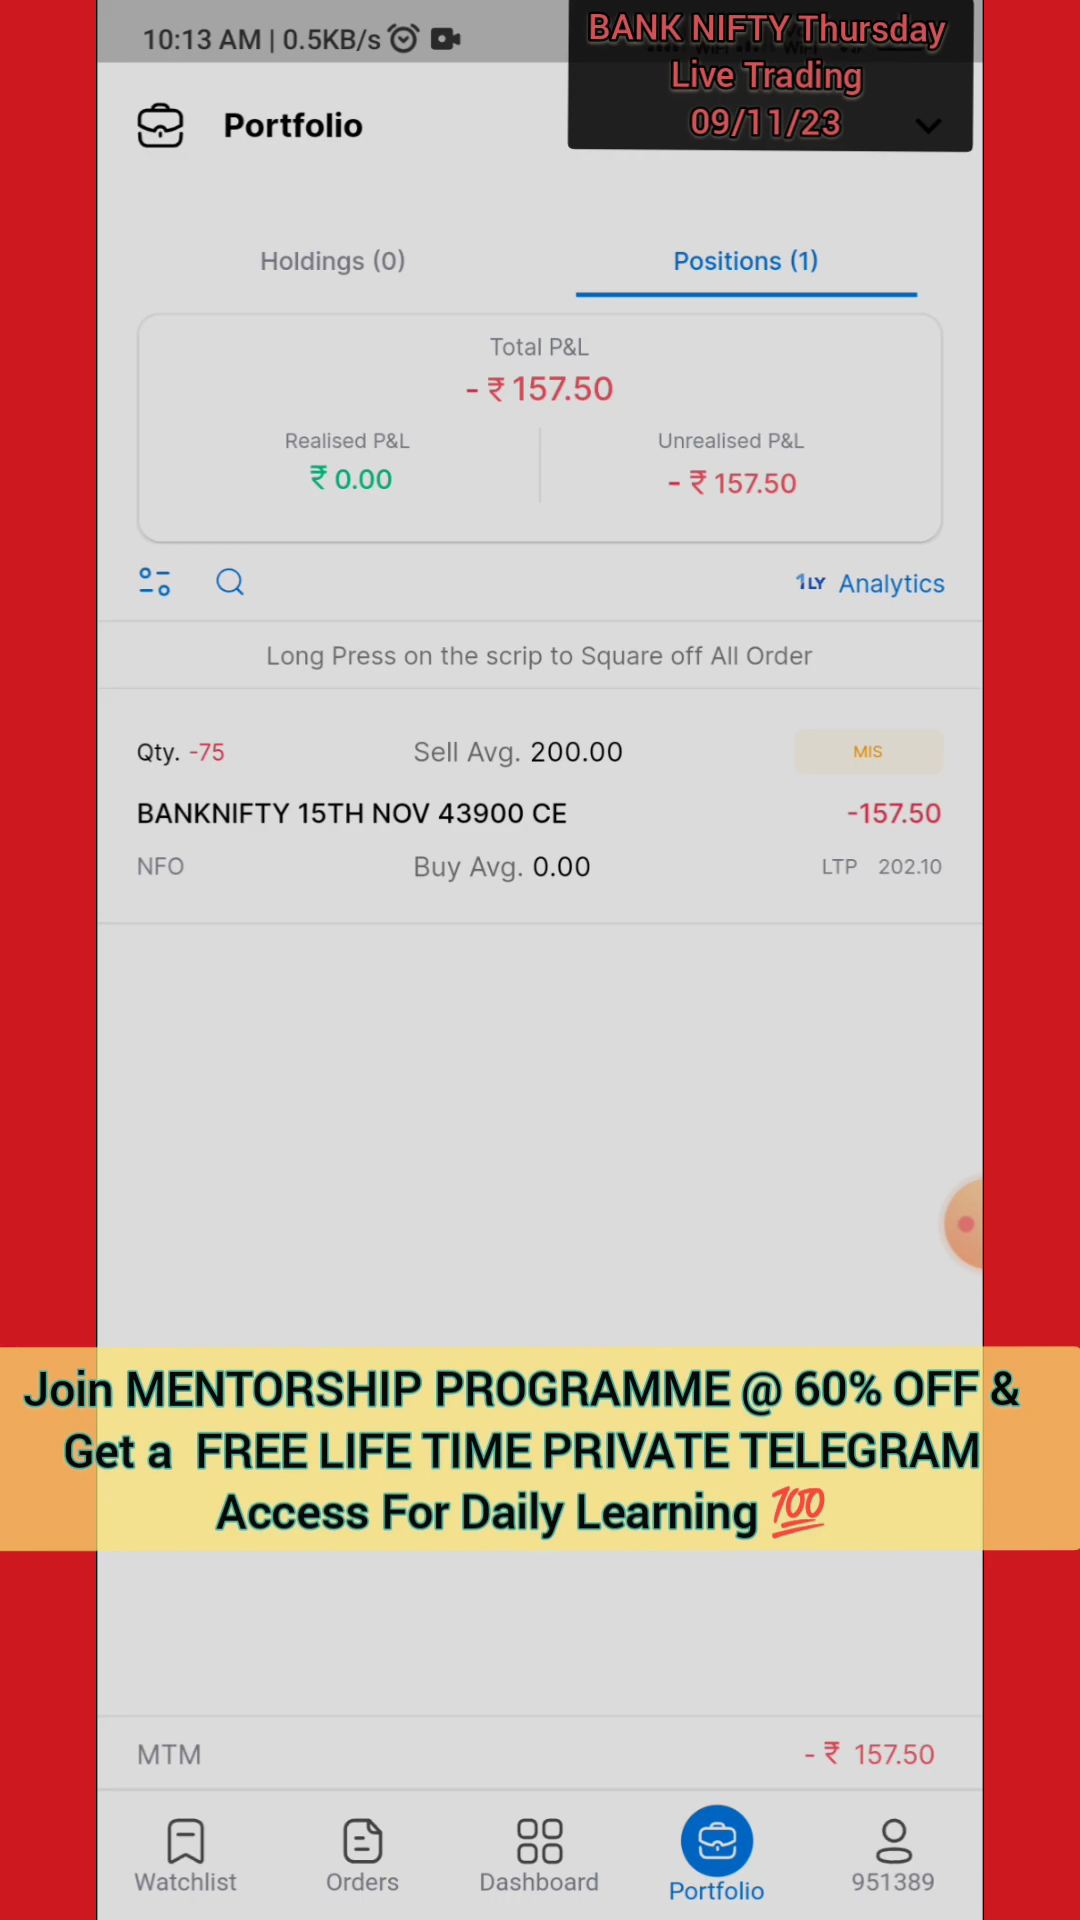 10:13 AM | 0.5KB/s
BANK NIFTY Thursday
Live Trading
09/11/23
Portfolio
Holdings (0)
Positions (1)
Total P&L
- ₹ 157.50
Realised P&L
Unrealised P&L
₹ 0.00
- ₹ 157.50
1LY Analytics
Long Press on the scrip to Square off All Order
Qty. -75
Sell Avg. 200.00
MIS
BANKNIFTY 15TH NOV 43900 CE
-157.50
NFO
Buy Avg. 0.00
LTP 202.10
Join MENTORSHIP PROGRAMME @ 60% OFF &
Get a FREE LIFE TIME PRIVATE TELEGRAM
Access For Daily Learning 💯
MTM
- ₹ 157.50
Watchlist
Orders
Dashboard
Portfolio
951389